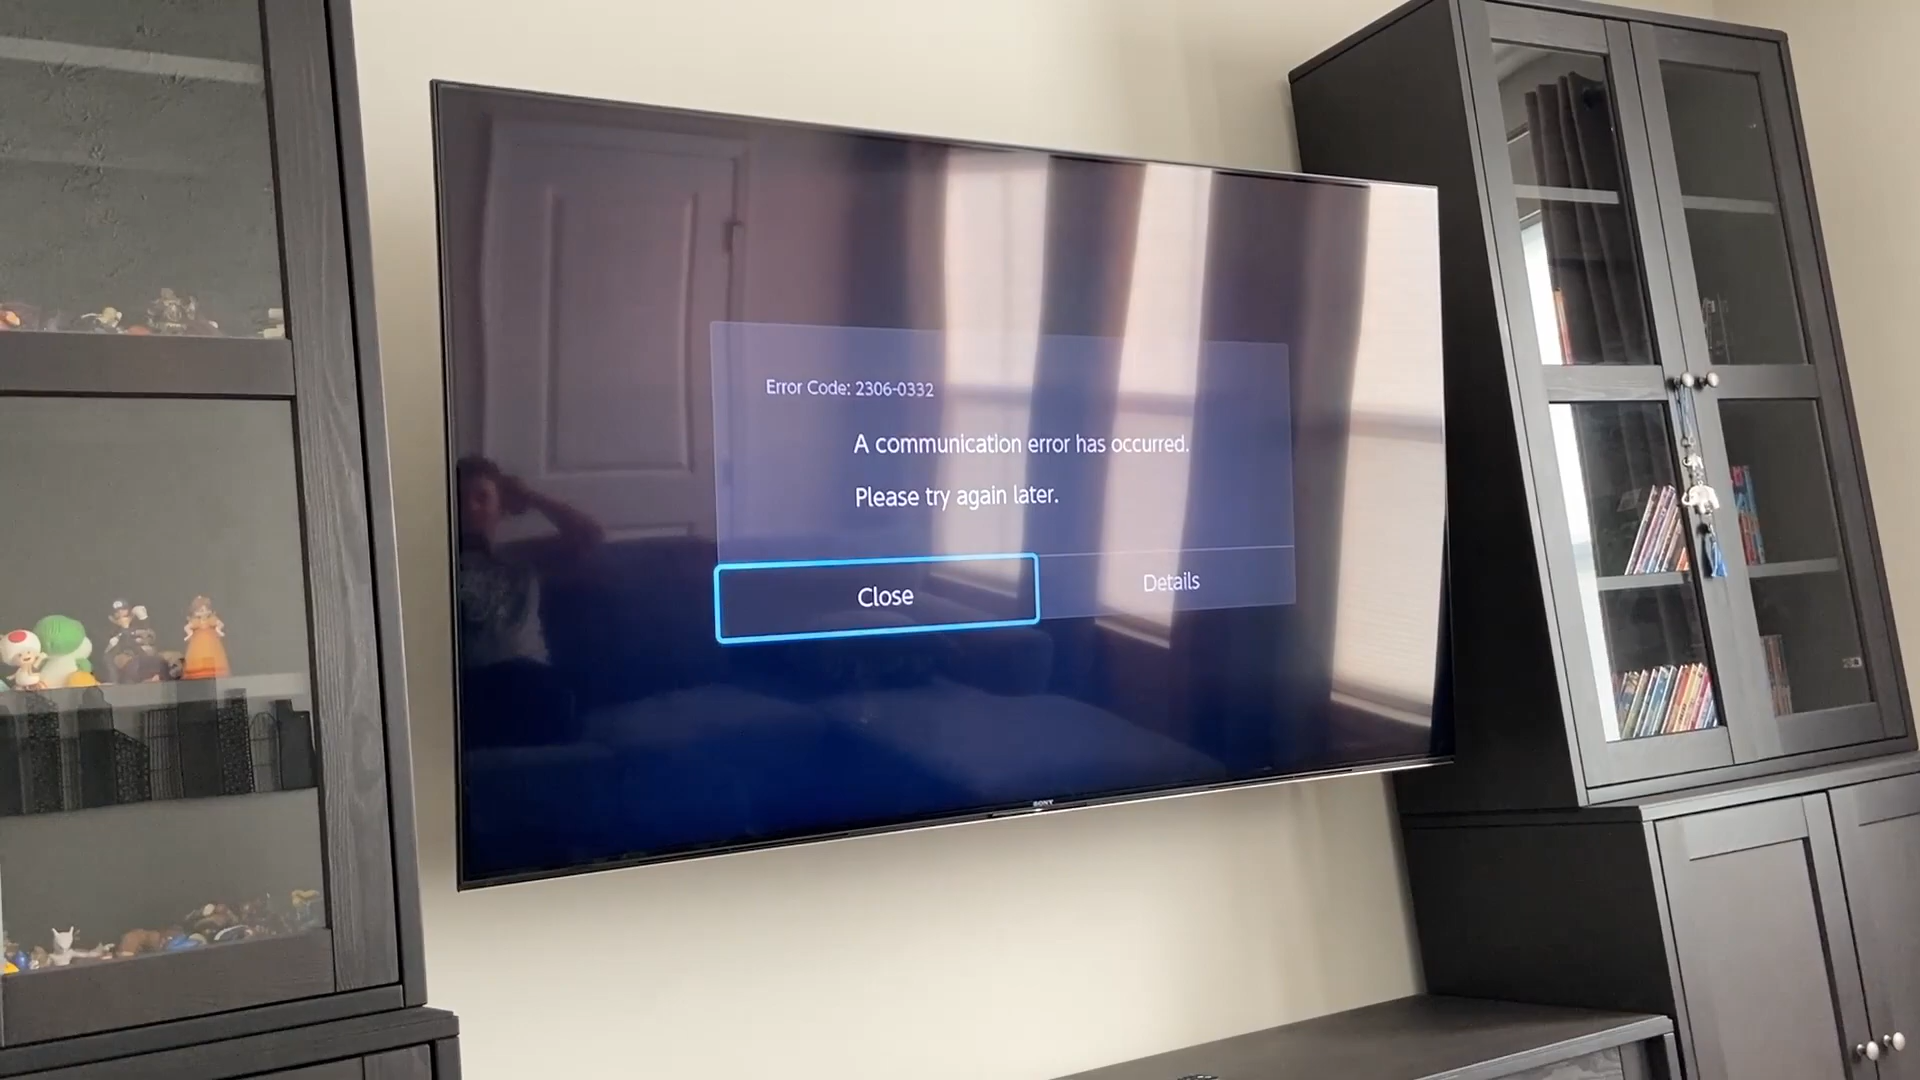 Error Code: 2306-0332
A communication error has occurred.
Please try again later.
Close
Details
SONY